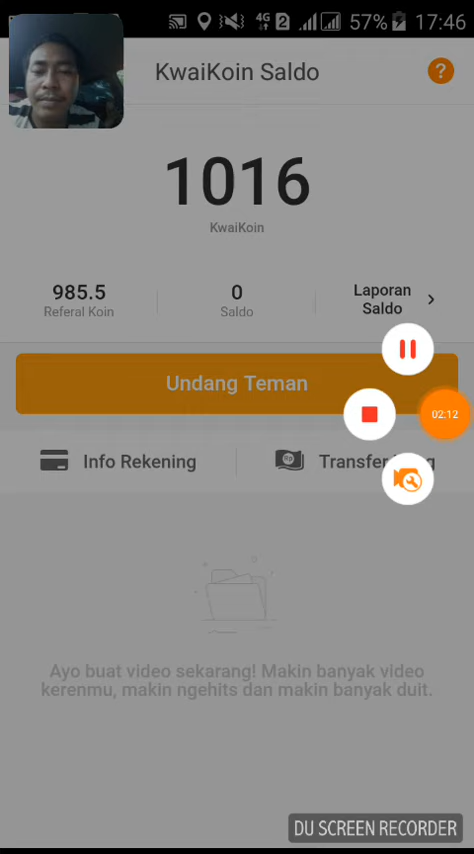 4G 2 57% 17:46
KwaiKoin Saldo ?
1016
KwaiKoin
985.5 0 Laporan
Referal Koin Saldo Saldo
Undang Teman
02:12
Info Rekening Transfer
Ayo buat video sekarang! Makin banyak video
kerenmu, makin ngehits dan makin banyak duit.
DU SCREEN RECORDER